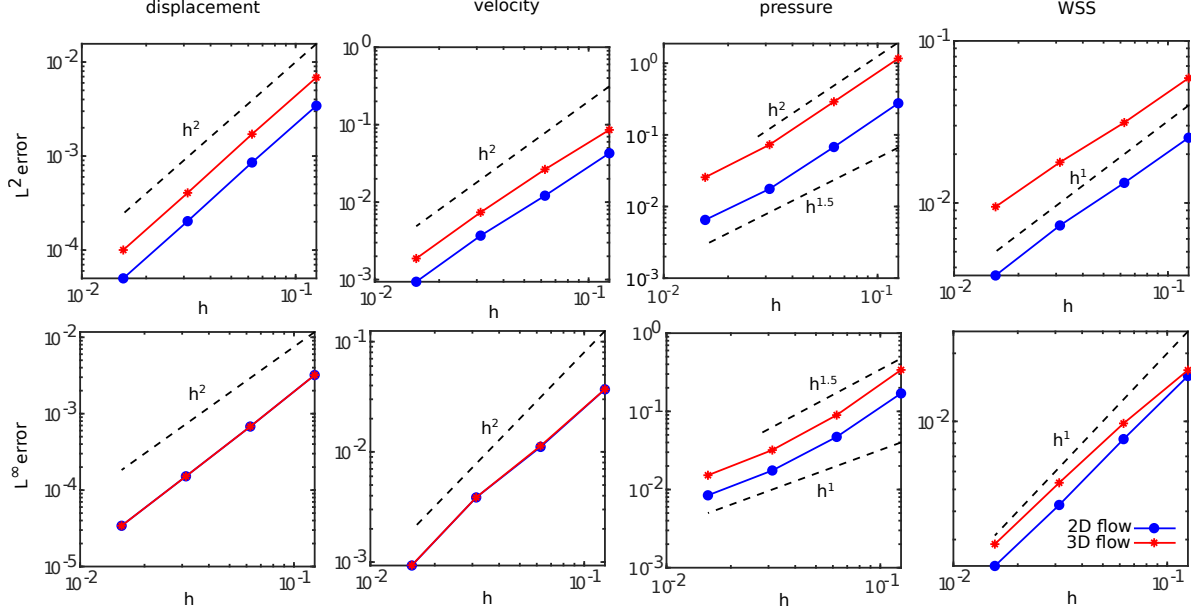 displacement
velocity
pressure
WSS
L² error
10⁻²
10⁻³
10⁻⁴
h²
10⁻²
10⁻¹
h
10⁰
10⁻¹
10⁻²
10⁻³
h²
10⁻²
10⁻¹
h
10⁰
10⁻¹
10⁻²
10⁻³
h²
h¹·⁵
10⁻²
10⁻¹
h
10⁻¹
10⁻²
h¹
10⁻²
10⁻¹
h
L∞ error
10⁻²
10⁻³
10⁻⁴
10⁻⁵
h²
10⁻²
10⁻¹
h
10⁻¹
10⁻²
10⁻³
h²
10⁻²
10⁻¹
h
10⁰
10⁻¹
10⁻²
10⁻³
h¹·⁵
h¹
10⁻²
10⁻¹
h
10⁻²
h¹
2D flow
3D flow
10⁻²
10⁻¹
h